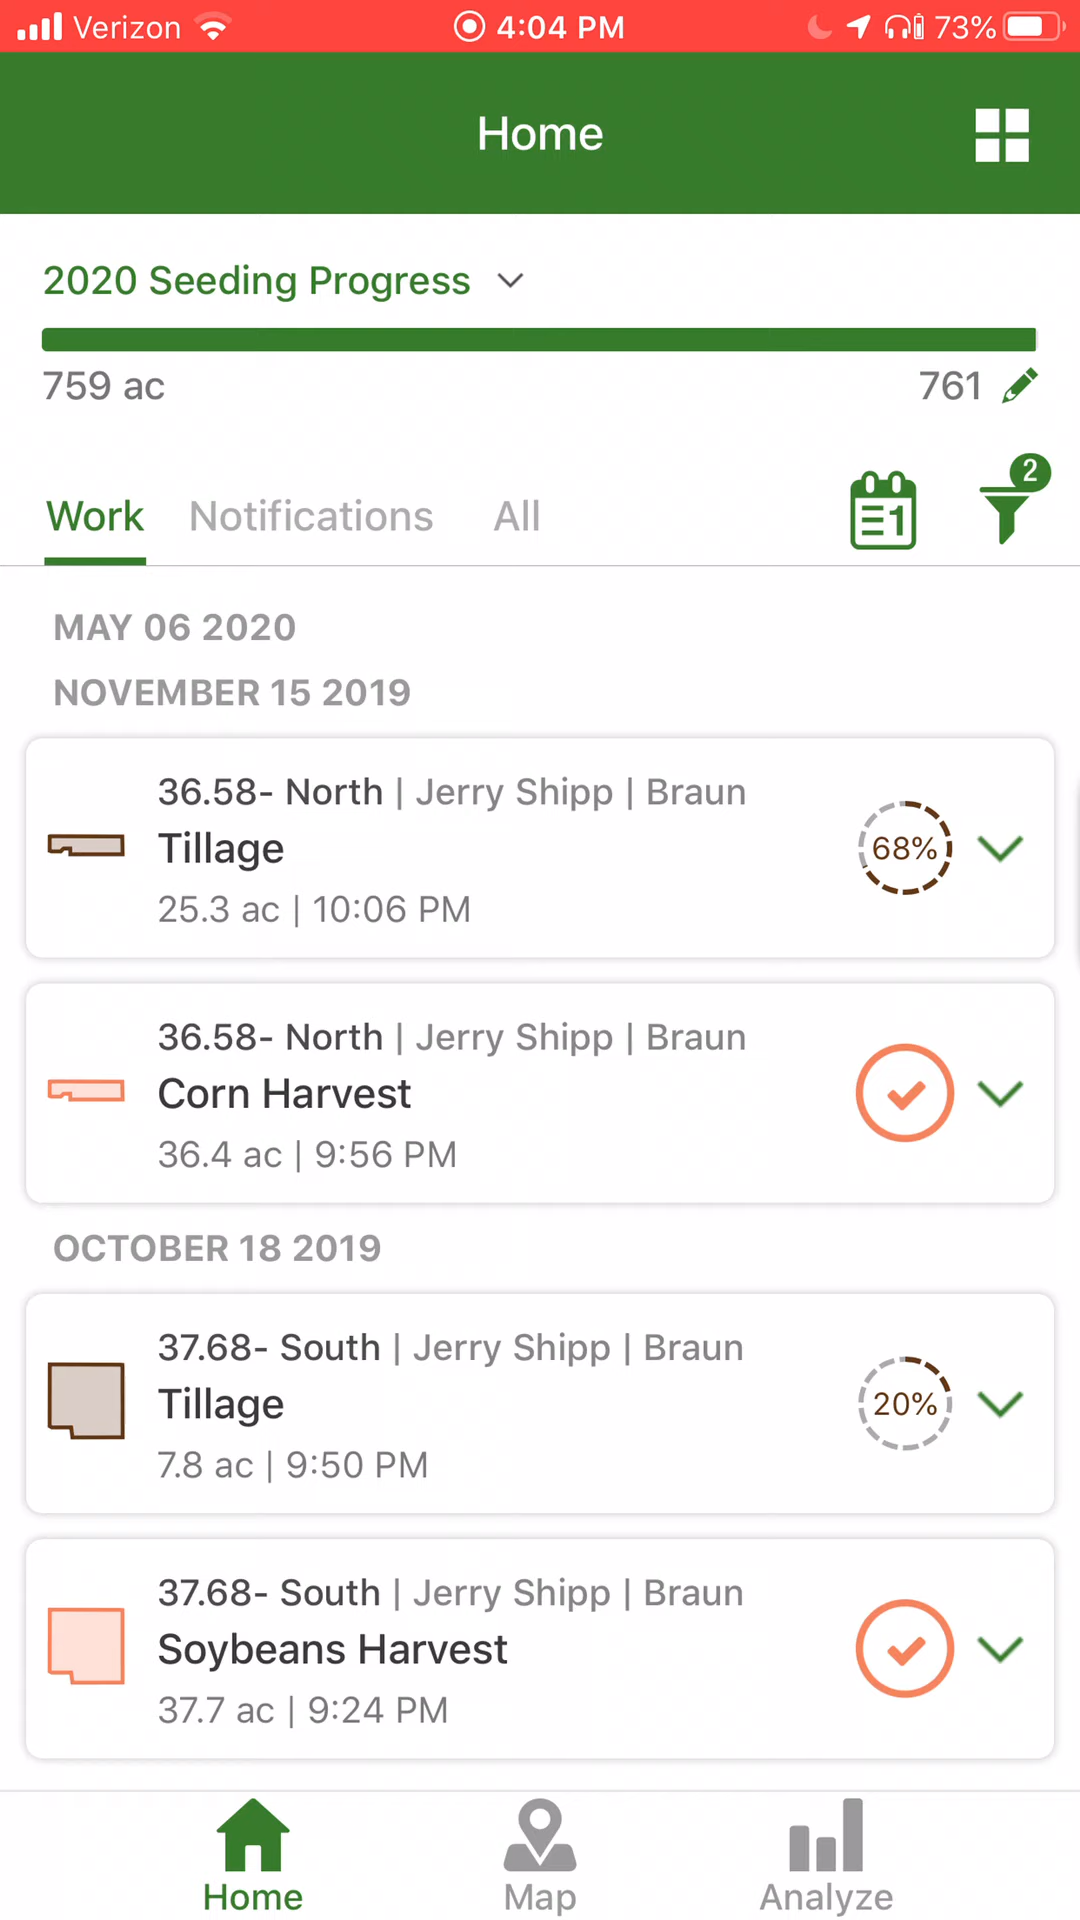 Verizon 4:04 PM 73%
Home
2020 Seeding Progress
759 ac 761
2
Work Notifications All 1
MAY 06 2020
NOVEMBER 15 2019
36.58- North | Jerry Shipp | Braun
Tillage 68%
25.3 ac | 10:06 PM
36.58- North | Jerry Shipp | Braun
Corn Harvest
36.4 ac | 9:56 PM
OCTOBER 18 2019
37.68- South | Jerry Shipp | Braun
Tillage 20%
7.8 ac | 9:50 PM
37.68- South | Jerry Shipp | Braun
Soybeans Harvest
37.7 ac | 9:24 PM
Home Map Analyze